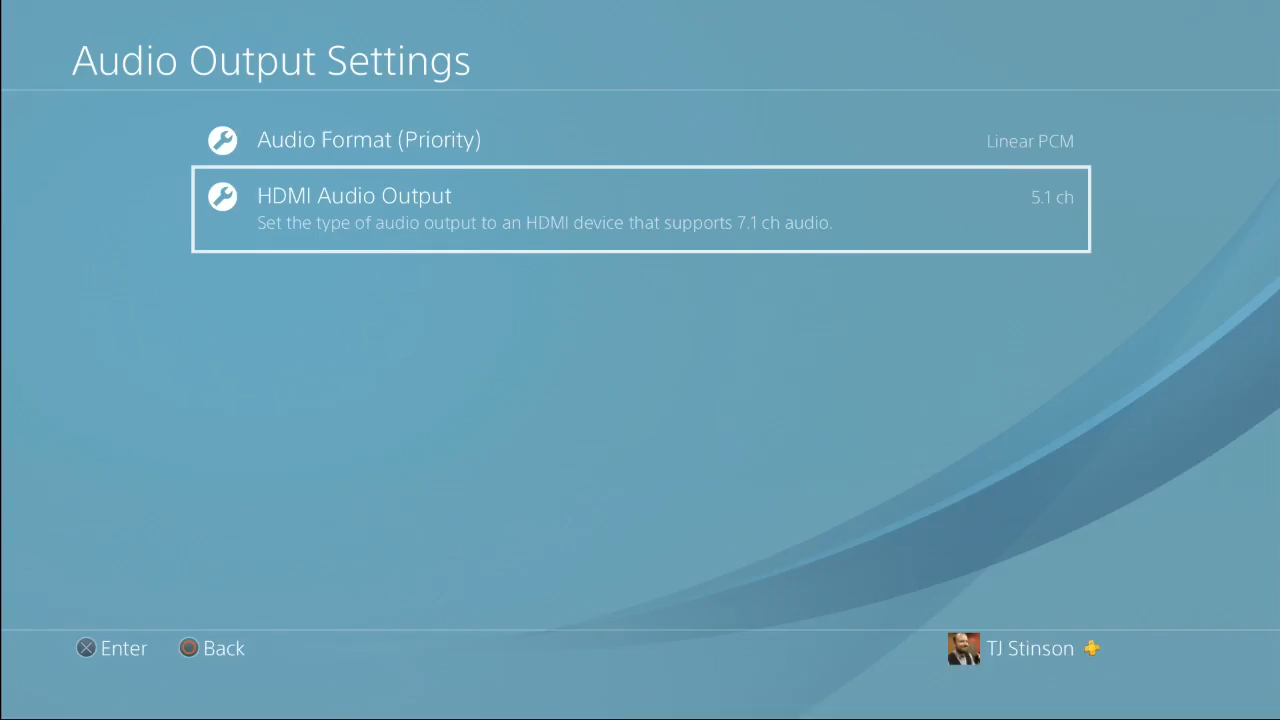 Audio Output Settings
Audio Format (Priority) Linear PCM
HDMI Audio Output 5.1 ch
Set the type of audio output to an HDMI device that supports 7.1 ch audio.
Enter Back TJ Stinson